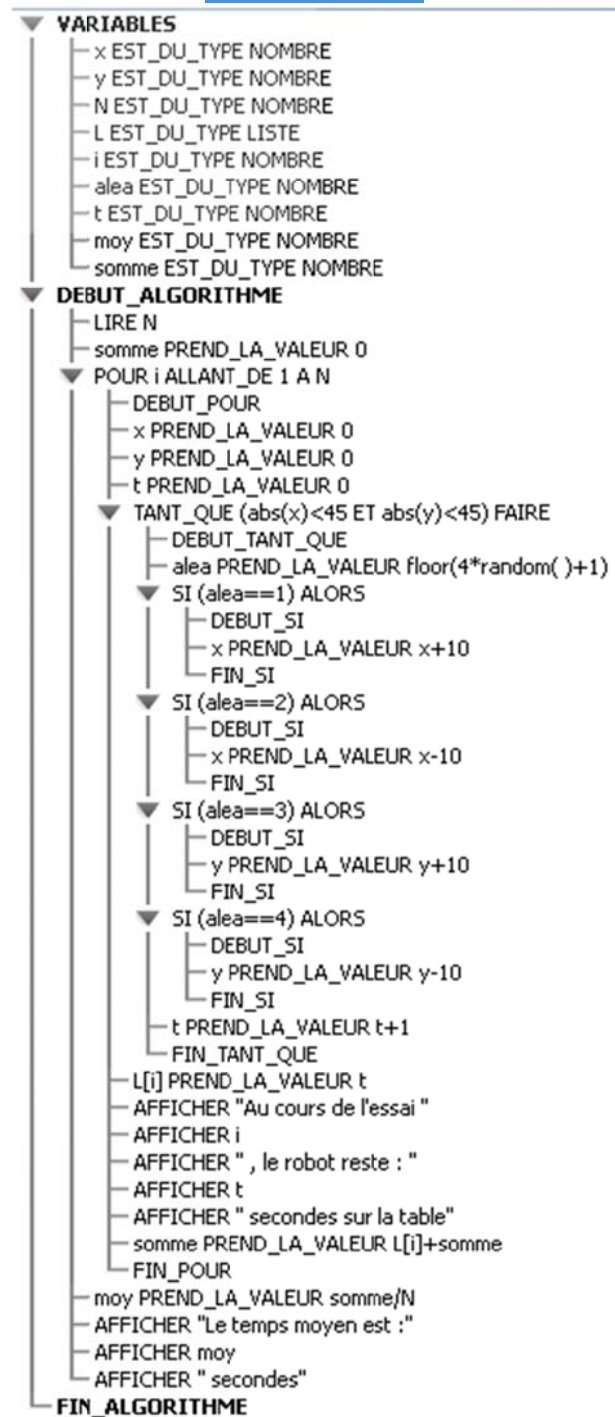 VARIABLES
x EST_DU_TYPE NOMBRE
y EST_DU_TYPE NOMBRE
N EST_DU_TYPE NOMBRE
L EST_DU_TYPE LISTE
i EST_DU_TYPE NOMBRE
alea EST_DU_TYPE NOMBRE
t EST_DU_TYPE NOMBRE
moy EST_DU_TYPE NOMBRE
somme EST_DU_TYPE NOMBRE
DEBUT_ALGORITHME
LIRE N
somme PREND_LA_VALEUR 0
POUR i ALLANT_DE 1 A N
DEBUT_POUR
x PREND_LA_VALEUR 0
y PREND_LA_VALEUR 0
t PREND_LA_VALEUR 0
TANT_QUE (abs(x)<45 ET abs(y)<45) FAIRE
DEBUT_TANT_QUE
alea PREND_LA_VALEUR floor(4*random( )+1)
SI (alea==1) ALORS
DEBUT_SI
x PREND_LA_VALEUR x+10
FIN_SI
SI (alea==2) ALORS
DEBUT_SI
x PREND_LA_VALEUR x-10
FIN_SI
SI (alea==3) ALORS
DEBUT_SI
y PREND_LA_VALEUR y+10
FIN_SI
SI (alea==4) ALORS
DEBUT_SI
y PREND_LA_VALEUR y-10
FIN_SI
t PREND_LA_VALEUR t+1
FIN_TANT_QUE
L[i] PREND_LA_VALEUR t
AFFICHER "Au cours de l'essai "
AFFICHER i
AFFICHER " , le robot reste : "
AFFICHER t
AFFICHER " secondes sur la table"
somme PREND_LA_VALEUR L[i]+somme
FIN_POUR
moy PREND_LA_VALEUR somme/N
AFFICHER "Le temps moyen est :"
AFFICHER moy
AFFICHER " secondes"
FIN_ALGORITHME